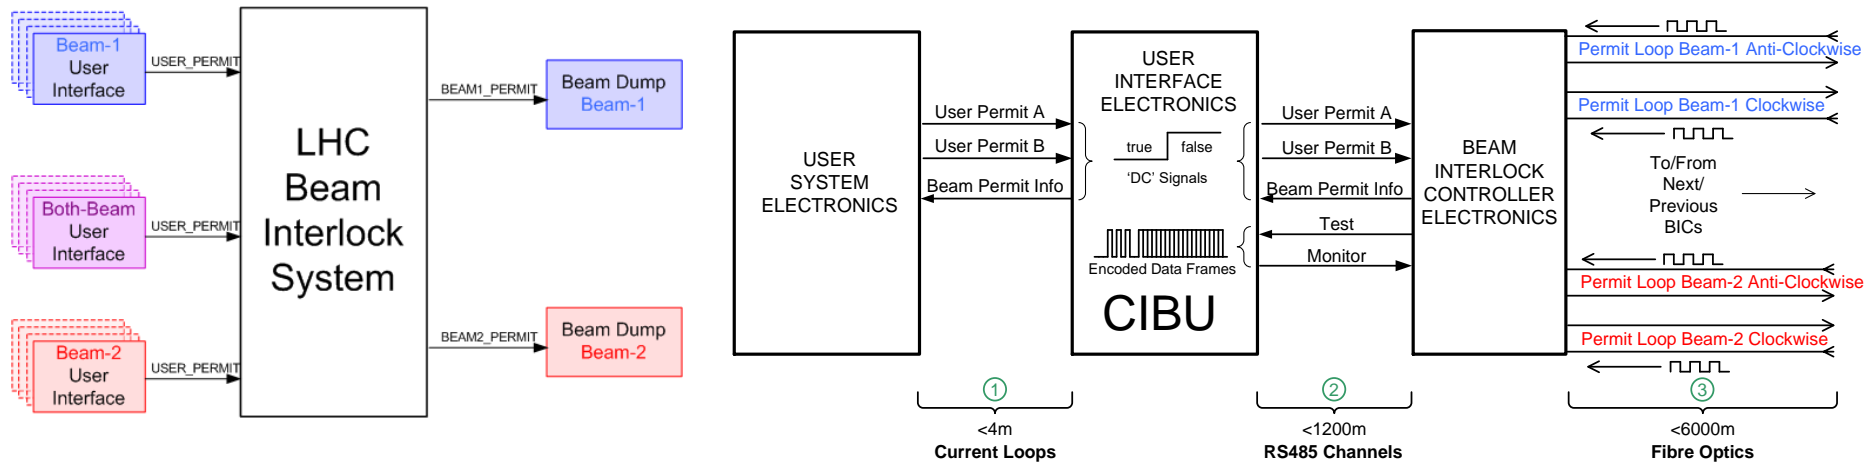 Beam-1
User
Interface
USER_PERMIT
Both-Beam
User
Interface
USER_PERMIT
Beam-2
User
Interface
USER_PERMIT
LHC
Beam
Interlock
System
BEAM1_PERMIT
Beam Dump
Beam-1
BEAM2_PERMIT
Beam Dump
Beam-2
USER
SYSTEM
ELECTRONICS
User Permit A
User Permit B
Beam Permit Info
USER
INTERFACE
ELECTRONICS
true
false
'DC' Signals
Encoded Data Frames
CIBU
User Permit A
User Permit B
Beam Permit Info
Test
Monitor
BEAM
INTERLOCK
CONTROLLER
ELECTRONICS
Permit Loop Beam-1 Anti-Clockwise
Permit Loop Beam-1 Clockwise
To/From
Next/
Previous
BICs
Permit Loop Beam-2 Anti-Clockwise
Permit Loop Beam-2 Clockwise
1
<4m
Current Loops
2
<1200m
RS485 Channels
3
<6000m
Fibre Optics